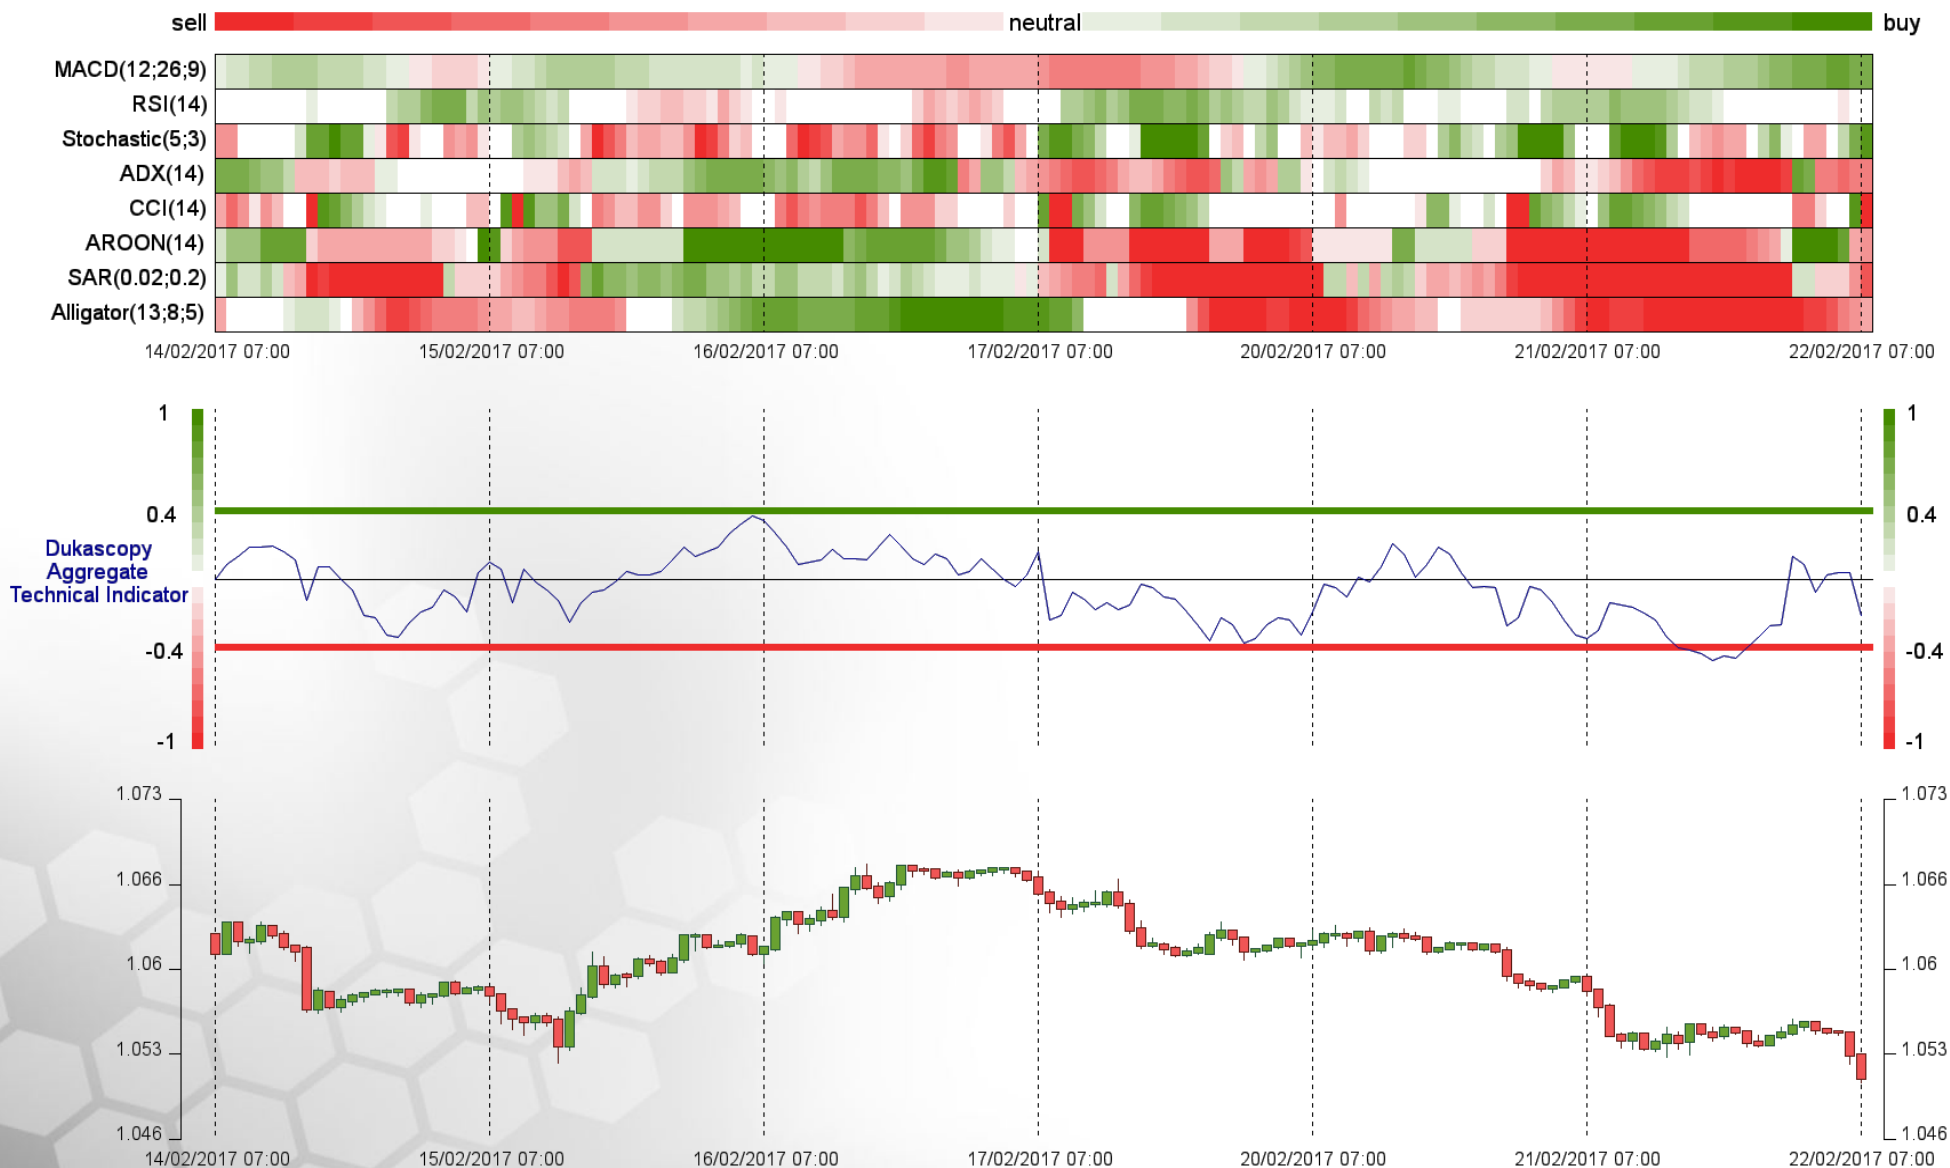 sell neutral buy
MACD(12;26;9)
RSI(14)
Stochastic(5;3)
ADX(14)
CCI(14)
AROON(14)
SAR(0.02;0.2)
Alligator(13;8;5)
14/02/2017 07:00 15/02/2017 07:00 16/02/2017 07:00 17/02/2017 07:00 20/02/2017 07:00 21/02/2017 07:00 22/02/2017 07:00
1 1
0.4 0.4
Dukascopy
Aggregate
Technical Indicator
-0.4 -0.4
-1 -1
1.073 1.073
1.066 1.066
1.06 1.06
1.053 1.053
1.046 1.046
14/02/2017 07:00 15/02/2017 07:00 16/02/2017 07:00 17/02/2017 07:00 20/02/2017 07:00 21/02/2017 07:00 22/02/2017 07:00